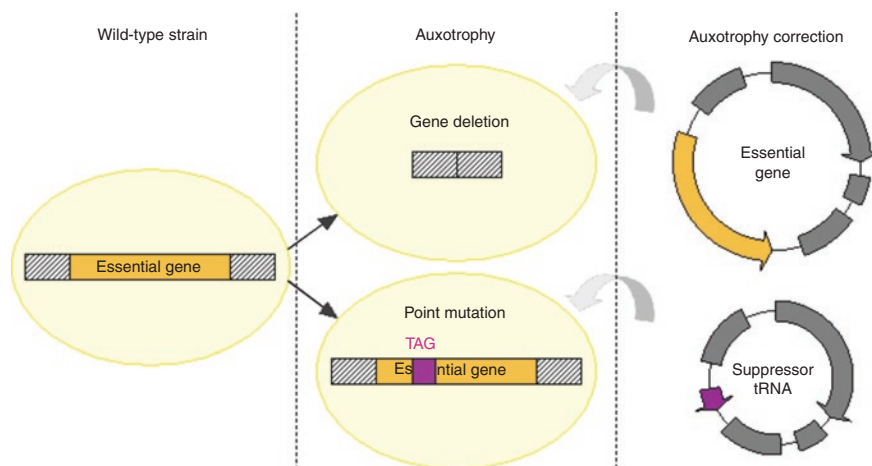 Wild-type strain
Auxotrophy
Auxotrophy correction
Gene deletion
Essential
gene
Essential gene
Point mutation
TAG
Es ntial gene
Suppressor
tRNA